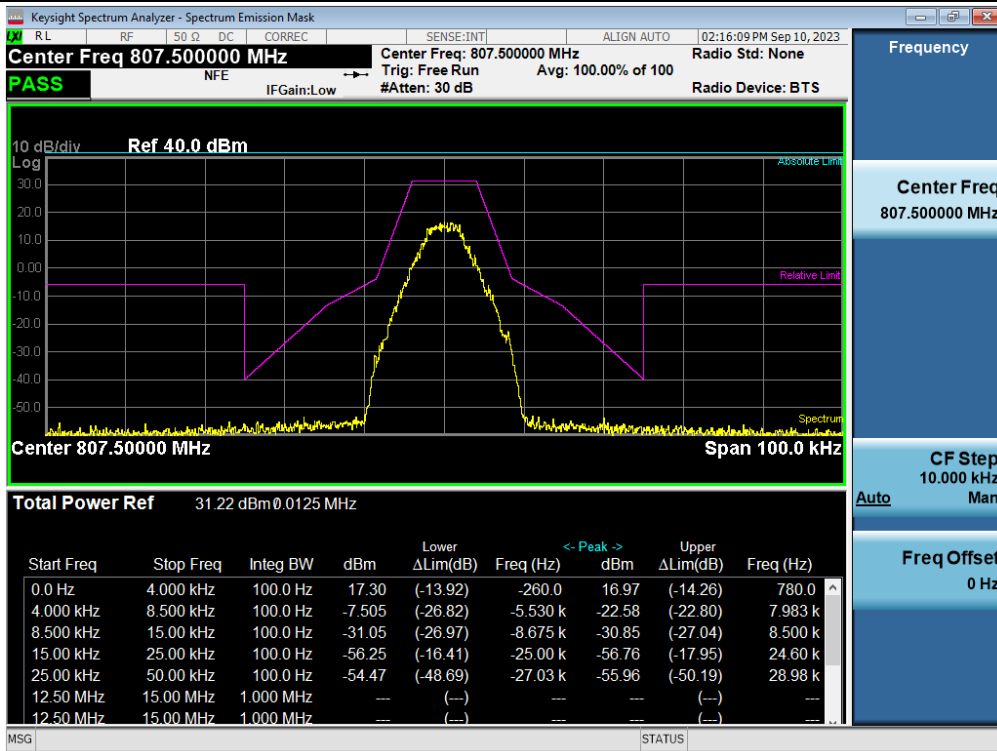 Keysight Spectrum Analyzer - Spectrum Emission Mask
LXI RL RF 50 Ω DC CORREC SENSE:INT ALIGN AUTO 02:16:09 PM Sep 10, 2023
Center Freq 807.500000 MHz Center Freq: 807.500000 MHz Radio Std: None
NFE Trig: Free Run Avg: 100.00% of 100
PASS IFGain:Low #Atten: 30 dB Radio Device: BTS
Frequency
10 dB/div Ref 40.0 dBm
Log Absolute Limit
30.0
20.0
10.0
0.00
Relative Limit
-10.0
-20.0
-30.0
-40.0
-50.0
Spectrum
Center 807.50000 MHz Span 100.0 kHz
Center Freq
807.500000 MHz
CF Step
10.000 kHz
Auto Man
Freq Offset
0 Hz
Total Power Ref 31.22 dBm/0.0125 MHz
Lower <- Peak -> Upper
Start Freq Stop Freq Integ BW dBm ΔLim(dB) Freq (Hz) dBm ΔLim(dB) Freq (Hz)
0.0 Hz 4.000 kHz 100.0 Hz 17.30 (-13.92) -260.0 16.97 (-14.26) 780.0
4.000 kHz 8.500 kHz 100.0 Hz -7.505 (-26.82) -5.530 k -22.58 (-22.80) 7.983 k
8.500 kHz 15.00 kHz 100.0 Hz -31.05 (-26.97) -8.675 k -30.85 (-27.04) 8.500 k
15.00 kHz 25.00 kHz 100.0 Hz -56.25 (-16.41) -25.00 k -56.76 (-17.95) 24.60 k
25.00 kHz 50.00 kHz 100.0 Hz -54.47 (-48.69) -27.03 k -55.96 (-50.19) 28.98 k
12.50 MHz 15.00 MHz 1.000 MHz --- (---) --- --- (---) ---
12.50 MHz 15.00 MHz 1.000 MHz --- (---) --- --- (---) ---
MSG STATUS